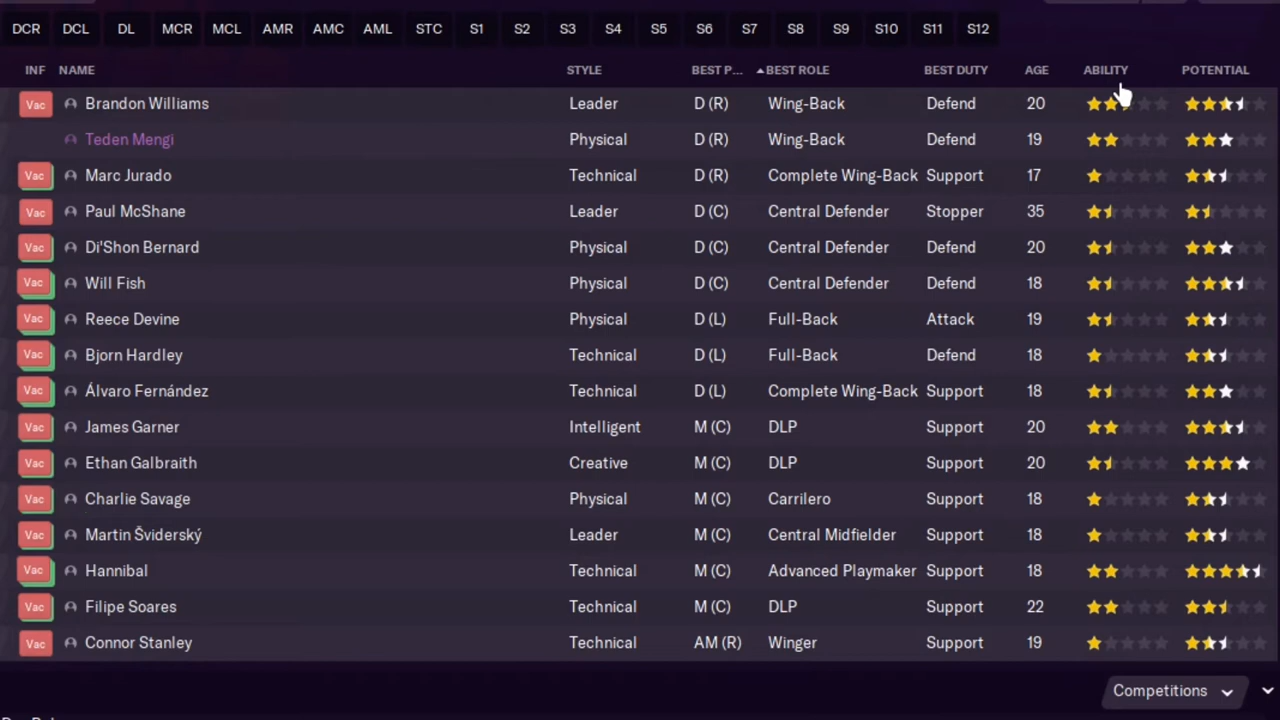 DCR DCL DL MCR MCL AMR AMC AML STC S1 S2 S3 S4 S5 S6 S7 S8 S9 S10 S11 S12
INF NAME STYLE BEST P... BEST ROLE BEST DUTY AGE ABILITY POTENTIAL
Vac Brandon Williams Leader D (R) Wing-Back Defend 20
Teden Mengi Physical D (R) Wing-Back Defend 19
Vac Marc Jurado Technical D (R) Complete Wing-Back Support 17
Vac Paul McShane Leader D (C) Central Defender Stopper 35
Vac Di'Shon Bernard Physical D (C) Central Defender Defend 20
Vac Will Fish Physical D (C) Central Defender Defend 18
Vac Reece Devine Physical D (L) Full-Back Attack 19
Vac Bjorn Hardley Technical D (L) Full-Back Defend 18
Vac Álvaro Fernández Technical D (L) Complete Wing-Back Support 18
Vac James Garner Intelligent M (C) DLP Support 20
Vac Ethan Galbraith Creative M (C) DLP Support 20
Vac Charlie Savage Physical M (C) Carrilero Support 18
Vac Martin Šviderský Leader M (C) Central Midfielder Support 18
Vac Hannibal Technical M (C) Advanced Playmaker Support 18
Vac Filipe Soares Technical M (C) DLP Support 22
Vac Connor Stanley Technical AM (R) Winger Support 19
Competitions